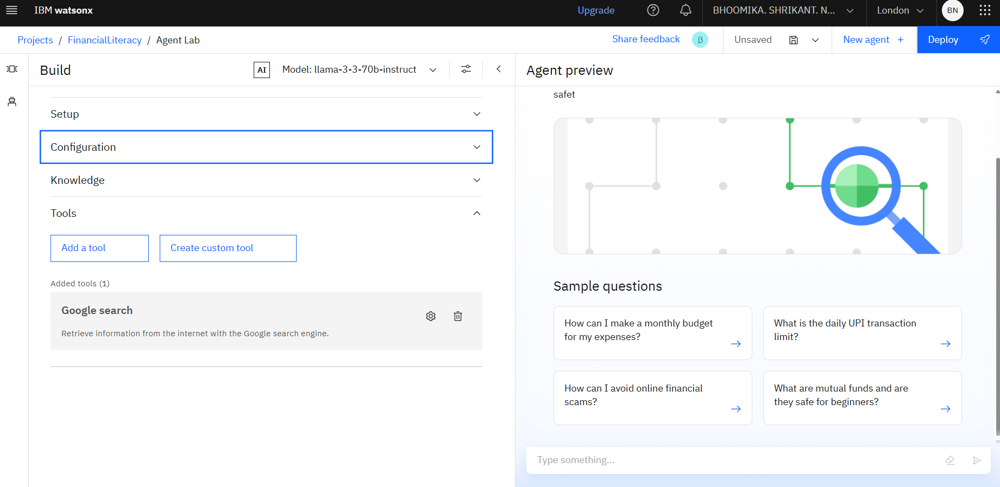 IBM watsonx
Upgrade
BHOOMIKA. SHRIKANT. N...
London
BN
Projects / FinancialLiteracy / Agent Lab
Share feedback
β
Unsaved
New agent +
Deploy
Build
AI
Model: llama-3-3-70b-instruct
Agent preview
Setup
Configuration
Knowledge
Tools
Add a tool
Create custom tool
Added tools (1)
Google search
Retrieve information from the internet with the Google search engine.
safet
Sample questions
How can I make a monthly budget
for my expenses?
What is the daily UPI transaction
limit?
How can I avoid online financial
scams?
What are mutual funds and are
they safe for beginners?
Type something...